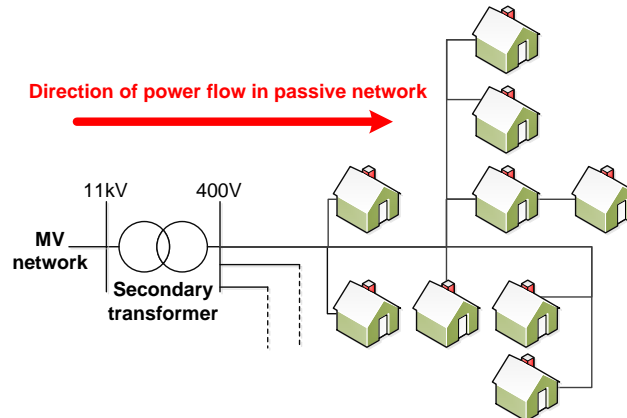 Direction of power flow in passive network
11kV
400V
MV
network
Secondary
transformer